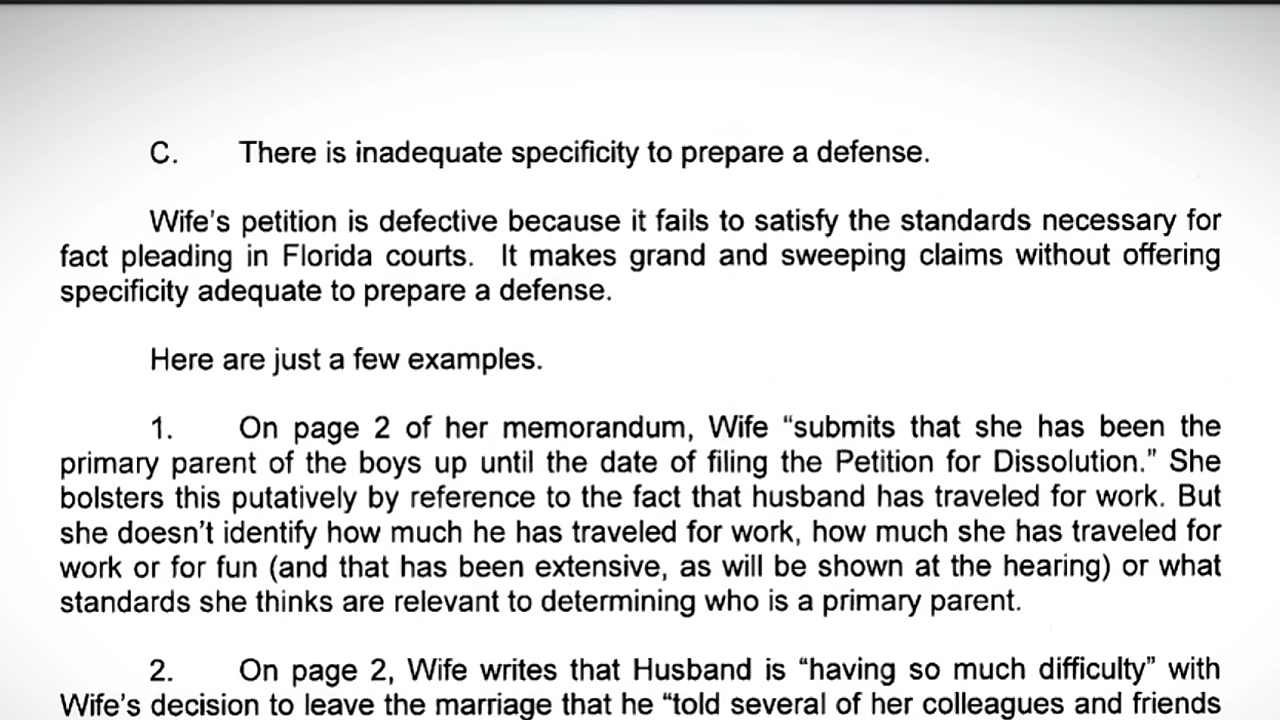 C. There is inadequate specificity to prepare a defense.
Wife's petition is defective because it fails to satisfy the standards necessary for
fact pleading in Florida courts. It makes grand and sweeping claims without offering
specificity adequate to prepare a defense.
Here are just a few examples.
1. On page 2 of her memorandum, Wife “submits that she has been the
primary parent of the boys up until the date of filing the Petition for Dissolution.” She
bolsters this putatively by reference to the fact that husband has traveled for work. But
she doesn't identify how much he has traveled for work, how much she has traveled for
work or for fun (and that has been extensive, as will be shown at the hearing) or what
standards she thinks are relevant to determining who is a primary parent.
2. On page 2, Wife writes that Husband is “having so much difficulty” with
Wife's decision to leave the marriage that he “told several of her colleagues and friends